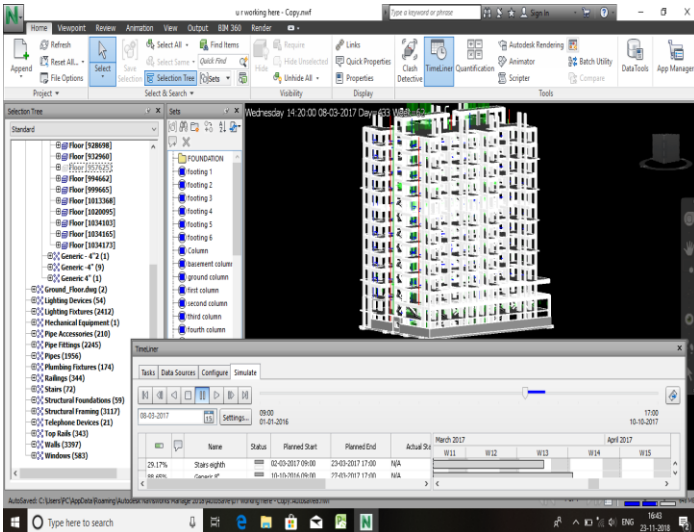 u r working here - Copy.nwf
Type a keyword or phrase
Sign In
Home Viewpoint Review Animation View Output BIM 360 Render
Append
Refresh
Reset All...
File Options
Project
Select
Save Selection
Select All
Select Same
Selection Tree
Find Items
Quick Find
Sets
Select & Search
Hide
Require
Hide Unselected
Unhide All
Visibility
Links
Quick Properties
Properties
Display
Clash Detective
TimeLiner
Quantification
Autodesk Rendering
Animator
Scripter
Batch Utility
Compare
Tools
DataTools
App Manager
Selection Tree
Standard
Floor [928698]
Floor [932960]
Floor [957625]
Floor [994662]
Floor [999665]
Floor [1013368]
Floor [1020095]
Floor [1034103]
Floor [1034165]
Floor [1034173]
Generic - 4"2 (1)
Generic -4" (9)
Generic 4" (1)
Ground_Floor.dwg (2)
Lighting Devices (54)
Lighting Fixtures (2412)
Mechanical Equipment (1)
Pipe Accessories (210)
Pipe Fittings (2245)
Pipes (1956)
Plumbing Fixtures (174)
Railings (344)
Stairs (72)
Structural Foundations (59)
Structural Framing (3117)
Telephone Devices (21)
Top Rails (343)
Walls (3397)
Windows (583)
Sets
FOUNDATION
footing 1
footing 2
footing 3
footing 4
footing 5
footing 6
Column
basement column
ground column
first column
second column
third column
fourth column
Wednesday 14:20:00 08-03-2017 Day=433
TimeLiner
Tasks Data Sources Configure Simulate
08-03-2017
Settings...
09:00
01-01-2016
17:00
10-10-2017
Name Status Planned Start Planned End Actual Sta
March 2017 April 2017
W11 W12 W13 W14 W15
29.17% Stairs eighth 02-03-2017 09:00 23-03-2017 17:00 N/A
10-10-2016 09:00 N/A
Type here to search
ENG
16:43
23-11-2018